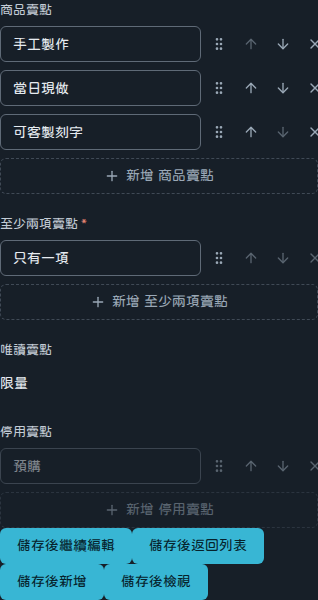 商品賣點
手工製作
當日現做
可客製刻字
新增 商品賣點
至少兩項賣點 *
只有一項
新增 至少兩項賣點
唯讀賣點
限量
停用賣點
預購
新增 停用賣點
儲存後繼續編輯 儲存後返回列表
儲存後新增 儲存後檢視